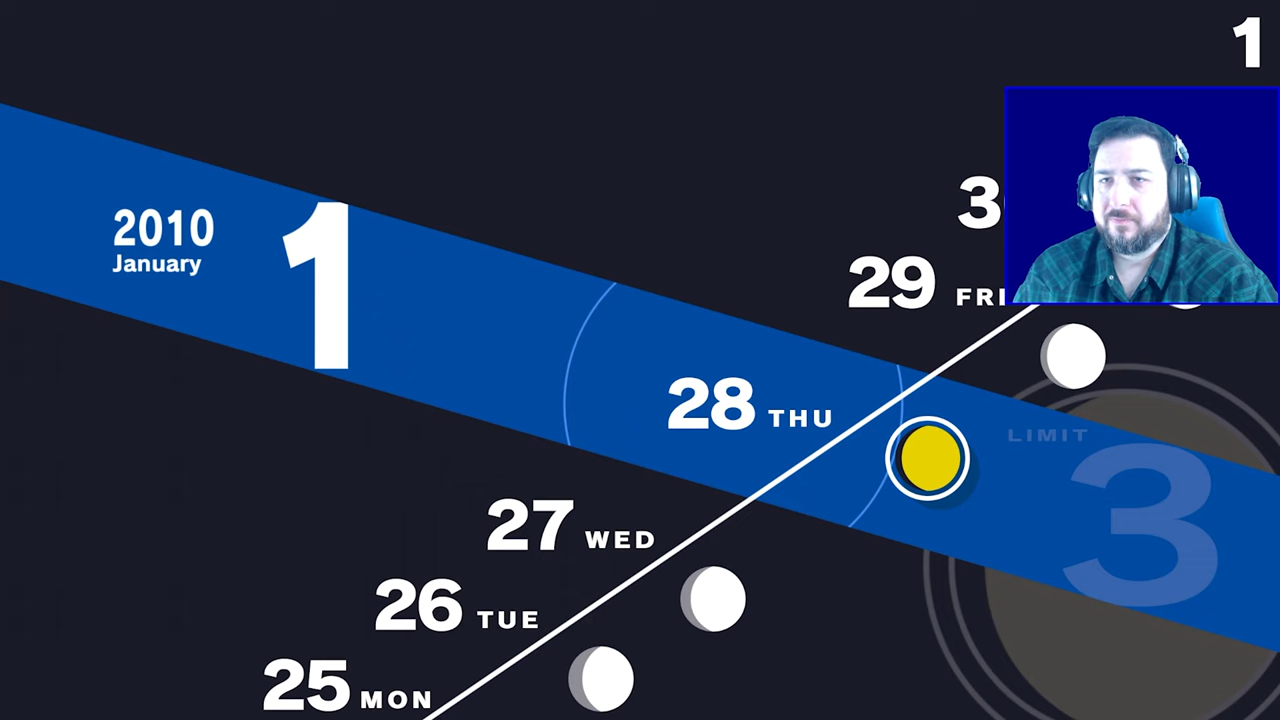 1
2010
January
1
3
29 FRI
28 THU
LIMIT
3
27 WED
26 TUE
25 MON